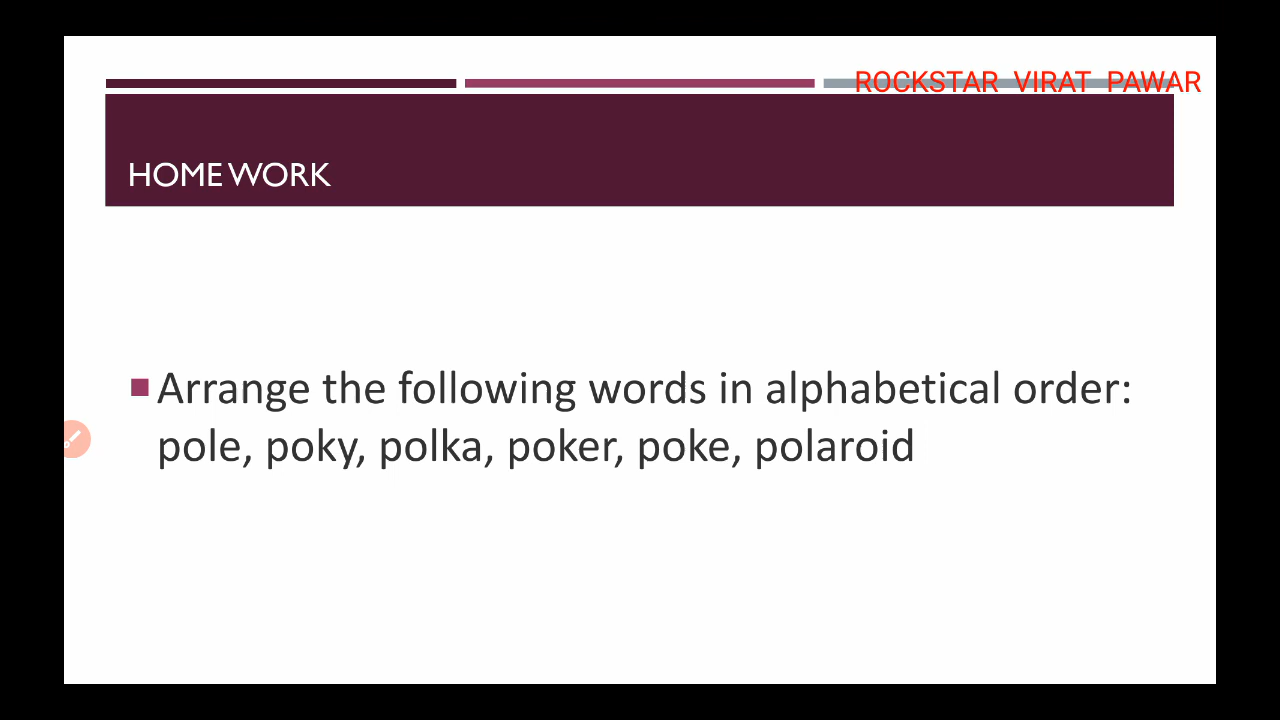 ROCKSTAR VIRAT PAWAR
HOME WORK
Arrange the following words in alphabetical order:
pole, poky, polka, poker, poke, polaroid